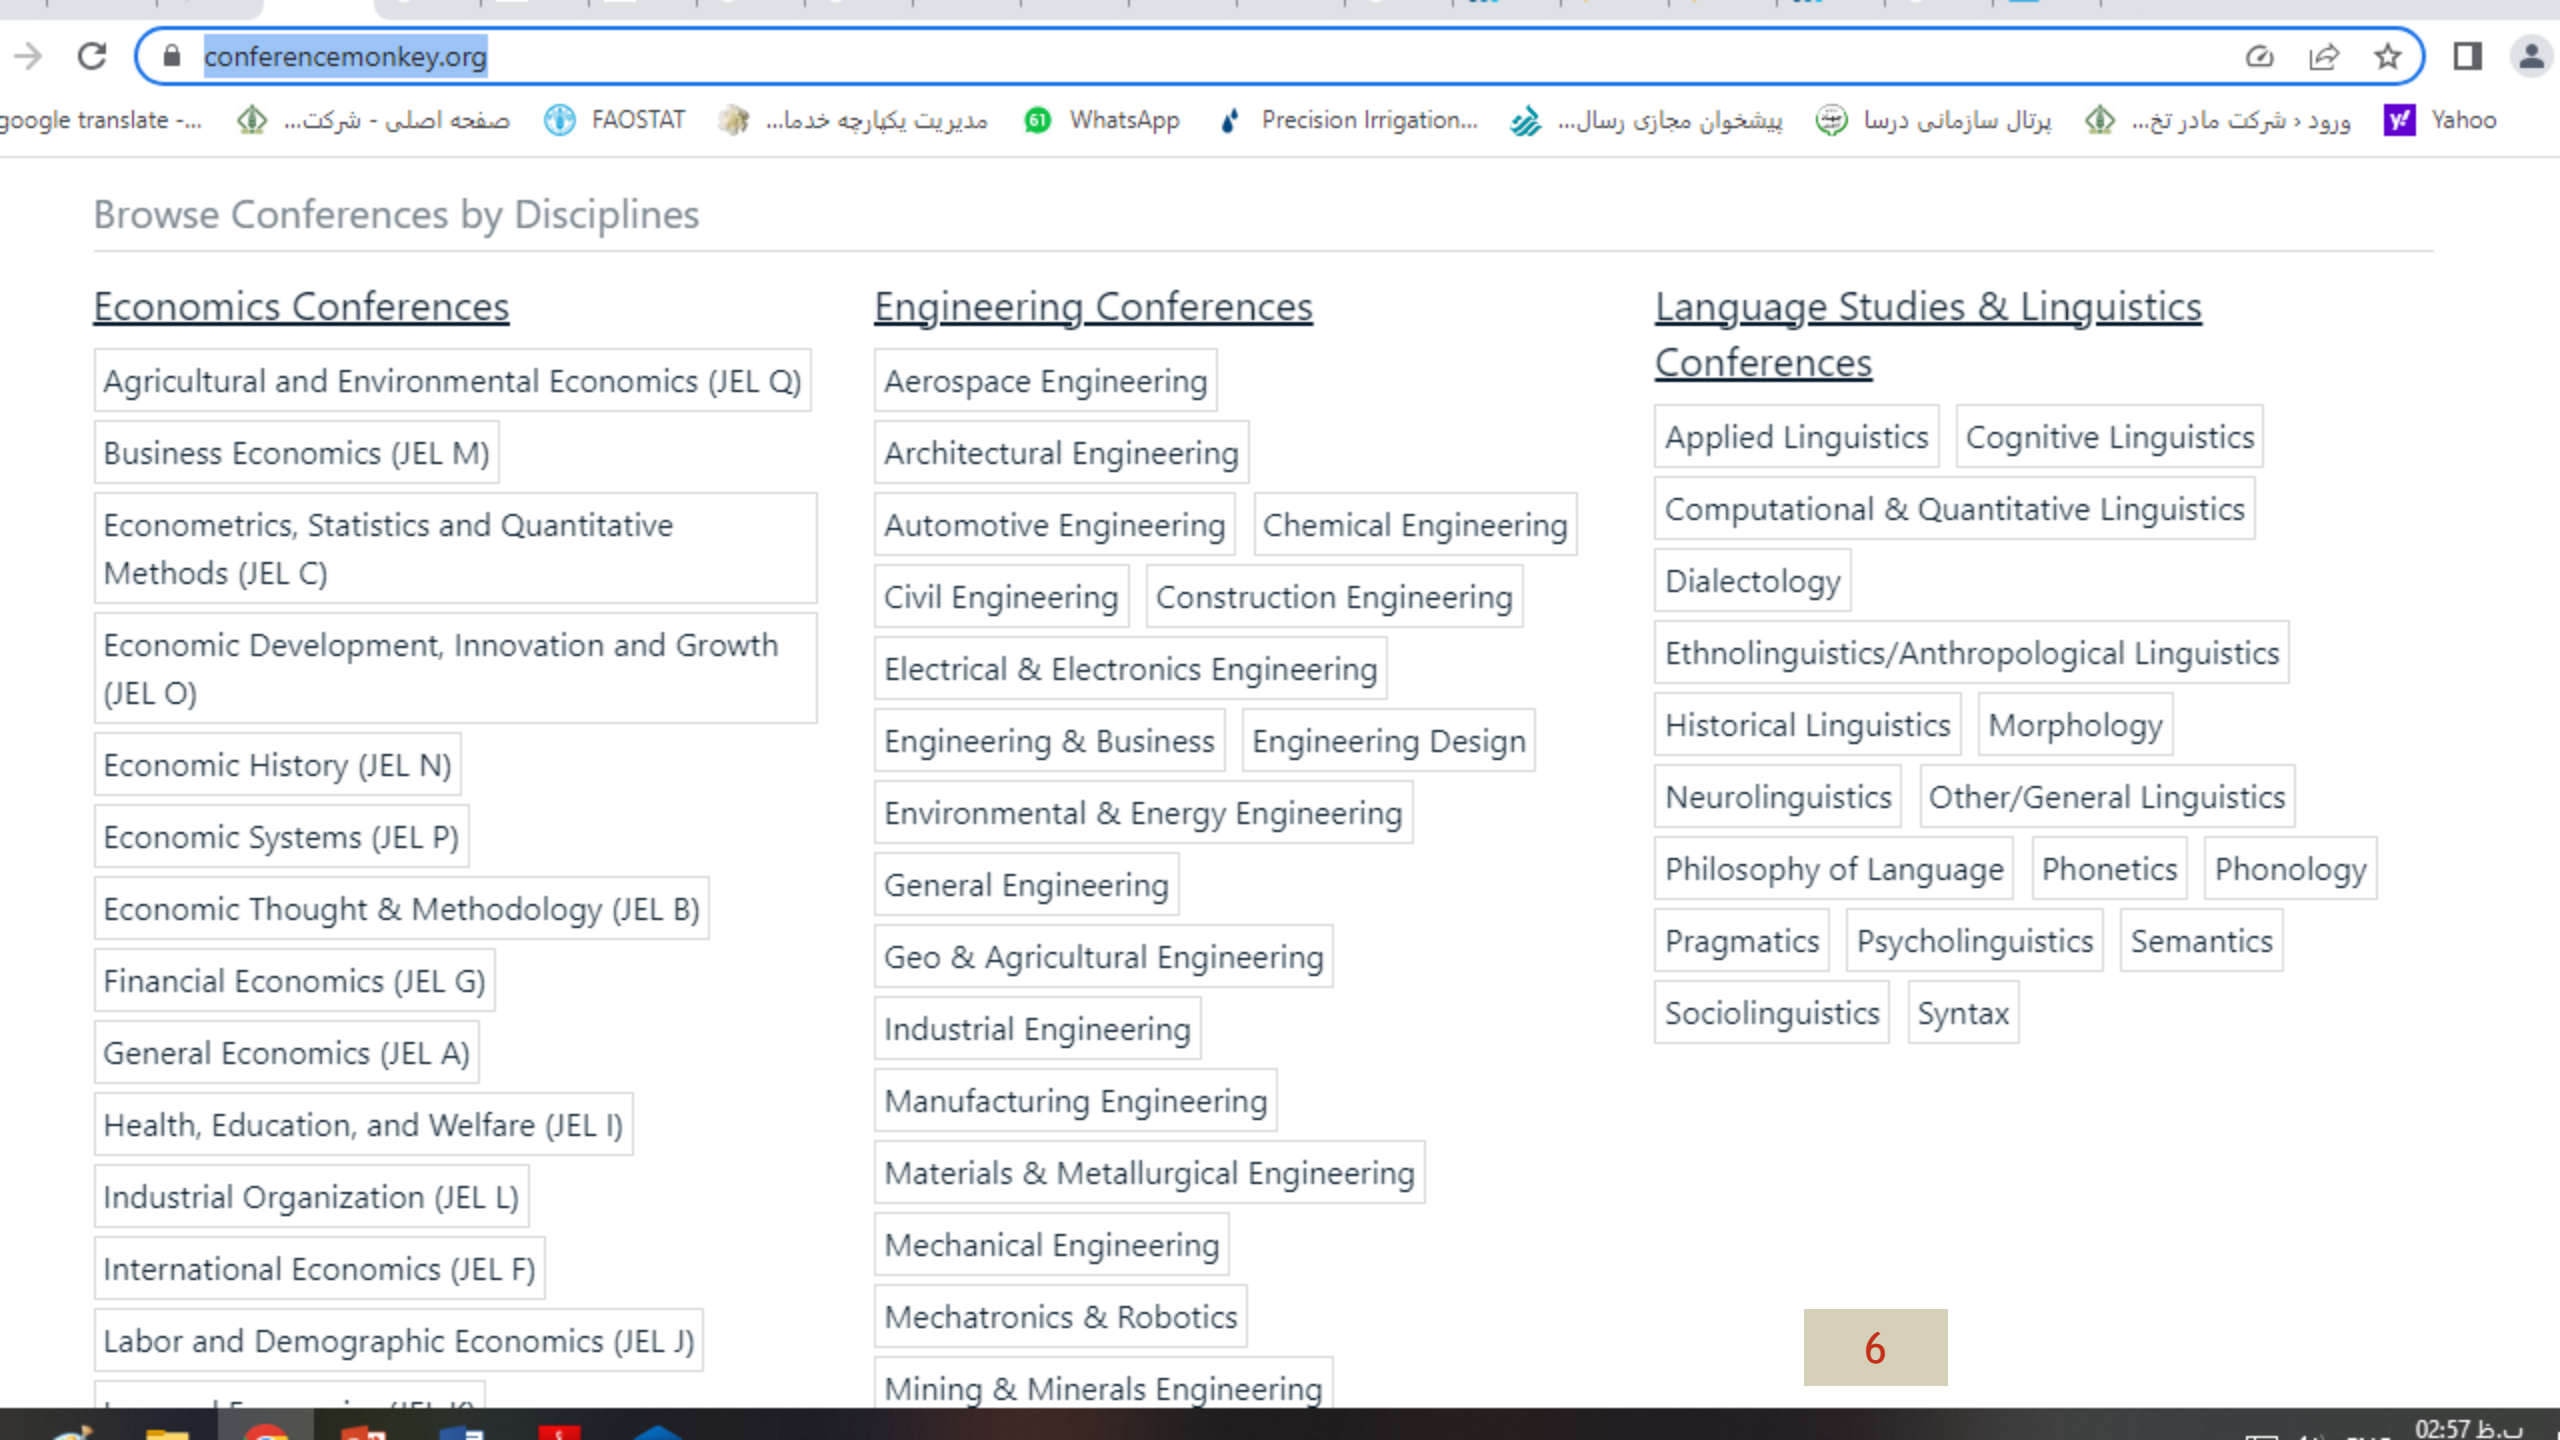 conferencemonkey.org
google translate -...
صفحه اصلی - شرکت...
FAOSTAT
مدیریت یکپارچه خدما...
61
WhatsApp
Precision Irrigation...
پیشخوان مجازی رسال...
پرتال سازمانی درسا
ورود › شرکت مادر تخ...
y!
Yahoo
Browse Conferences by Disciplines
Economics Conferences
Agricultural and Environmental Economics (JEL Q)
Business Economics (JEL M)
Econometrics, Statistics and Quantitative
Methods (JEL C)
Economic Development, Innovation and Growth
(JEL O)
Economic History (JEL N)
Economic Systems (JEL P)
Economic Thought & Methodology (JEL B)
Financial Economics (JEL G)
General Economics (JEL A)
Health, Education, and Welfare (JEL I)
Industrial Organization (JEL L)
International Economics (JEL F)
Labor and Demographic Economics (JEL J)
Engineering Conferences
Aerospace Engineering
Architectural Engineering
Automotive Engineering Chemical Engineering
Civil Engineering Construction Engineering
Electrical & Electronics Engineering
Engineering & Business Engineering Design
Environmental & Energy Engineering
General Engineering
Geo & Agricultural Engineering
Industrial Engineering
Manufacturing Engineering
Materials & Metallurgical Engineering
Mechanical Engineering
Mechatronics & Robotics
Mining & Minerals Engineering
Language Studies & Linguistics
Conferences
Applied Linguistics Cognitive Linguistics
Computational & Quantitative Linguistics
Dialectology
Ethnolinguistics/Anthropological Linguistics
Historical Linguistics Morphology
Neurolinguistics Other/General Linguistics
Philosophy of Language Phonetics Phonology
Pragmatics Psycholinguistics Semantics
Sociolinguistics Syntax
6
02:57 ب.ظ